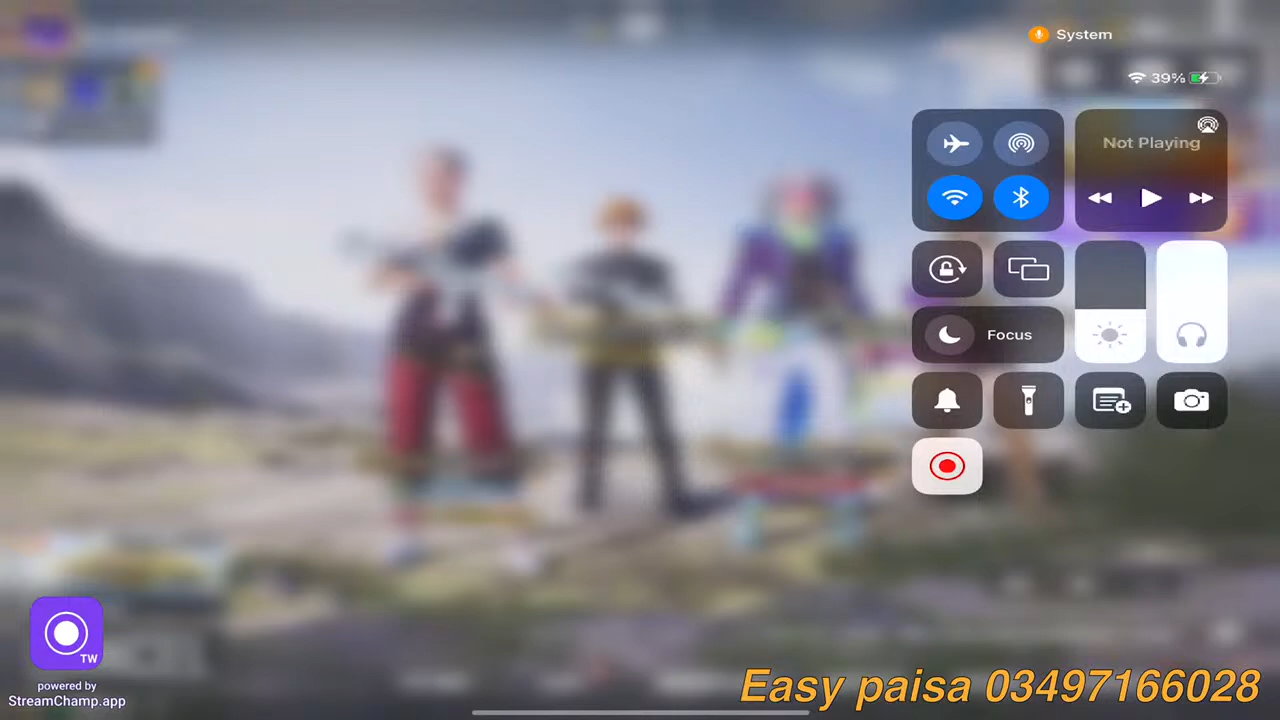 System
39%
Not Playing
Focus
TW
powered by
StreamChamp.app
Easy paisa 03497166028